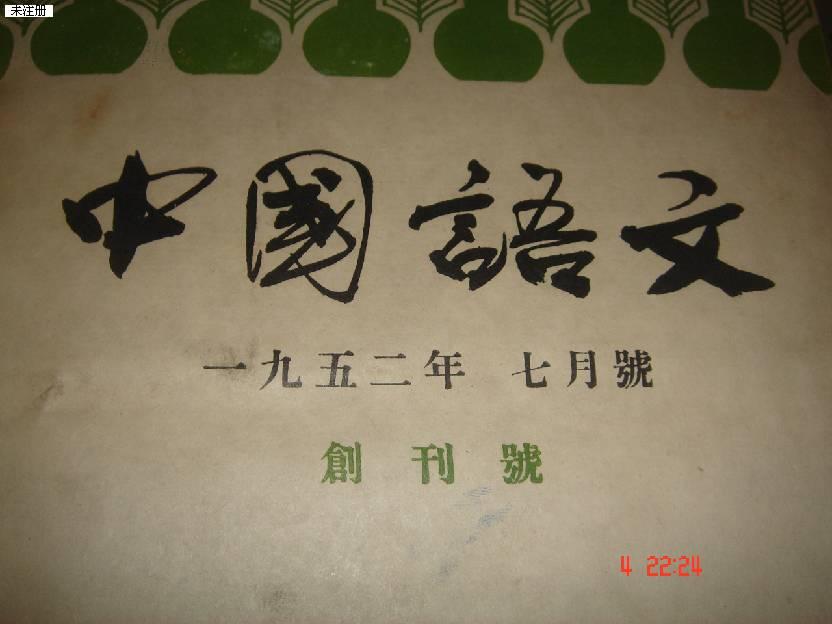 未注册
中國語文
一九五二年 七月號
創刊號
4 22:24